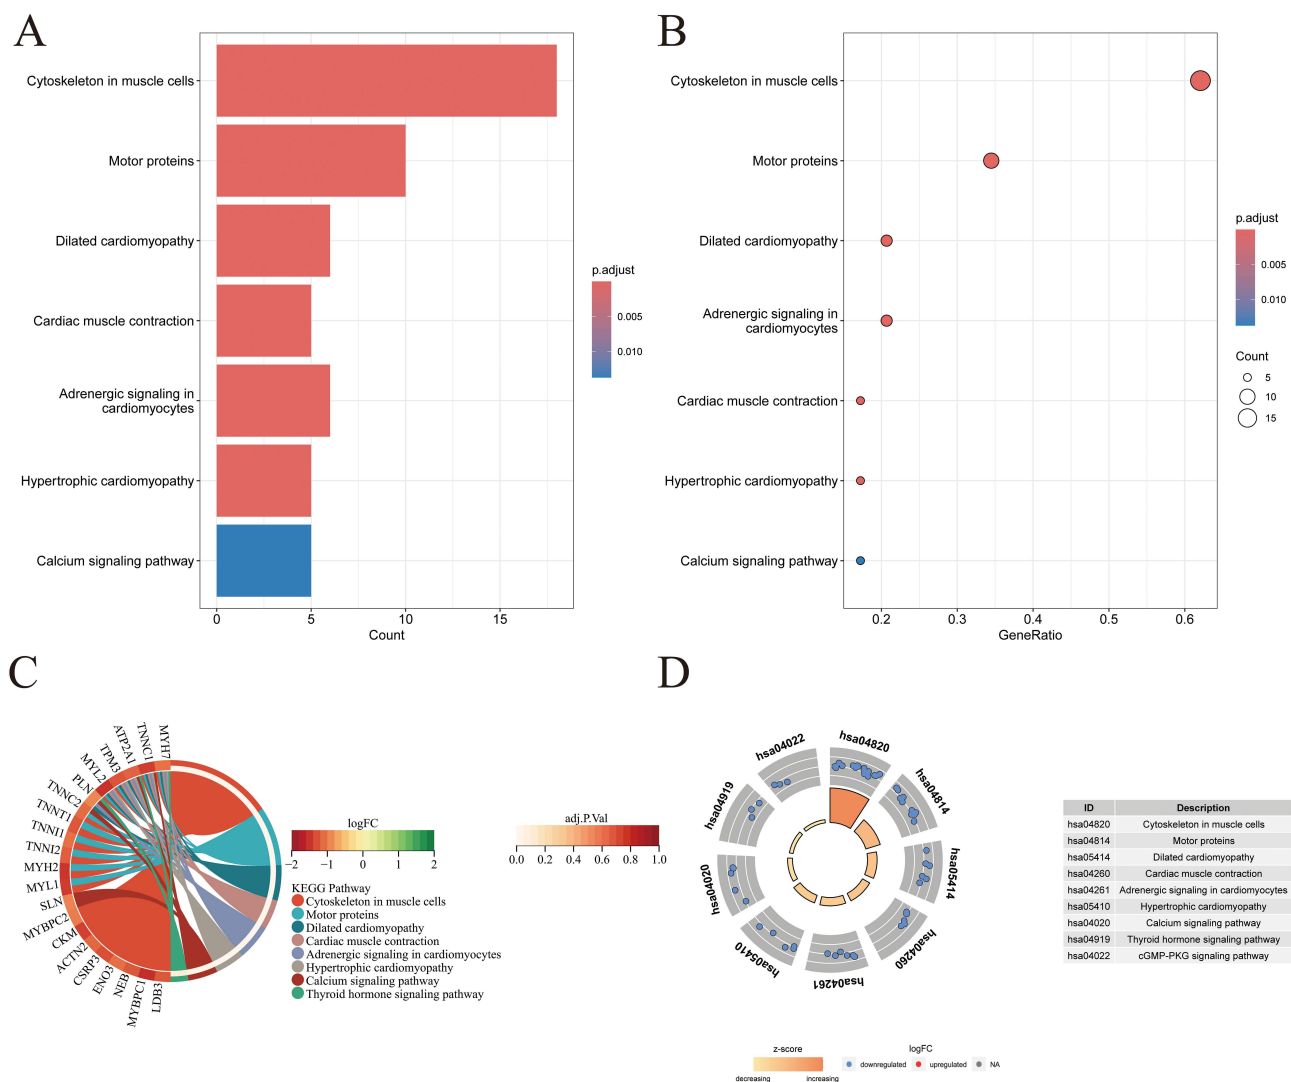 A
Cytoskeleton in muscle cells
Motor proteins
Dilated cardiomyopathy
Cardiac muscle contraction
Adrenergic signaling in
cardiomyocytes
Hypertrophic cardiomyopathy
Calcium signaling pathway
0 5 10 15
Count
p.adjust
0.005
0.010
B
Cytoskeleton in muscle cells
Motor proteins
Dilated cardiomyopathy
Adrenergic signaling in
cardiomyocytes
Cardiac muscle contraction
Hypertrophic cardiomyopathy
Calcium signaling pathway
0.2 0.3 0.4 0.5 0.6
GeneRatio
p.adjust
0.005
0.010
Count
5
10
15
C
MYH7
TNNC1
ATP2A1
TPM3
MYL2
PLN
TNNC2
TNNT1
TNNI1
TNNI2
MYH2
MYL1
SLN
MYBPC2
CKM
ACTN2
CSRP3
ENO3
NEB
MYBPC1
LDB3
logFC
−2 −1 0 1 2
adj.P.Val
0.0 0.2 0.4 0.6 0.8 1.0
KEGG Pathway
Cytoskeleton in muscle cells
Motor proteins
Dilated cardiomyopathy
Cardiac muscle contraction
Adrenergic signaling in cardiomyocytes
Hypertrophic cardiomyopathy
Calcium signaling pathway
Thyroid hormone signaling pathway
D
hsa04820
hsa04814
hsa05414
hsa04260
hsa04261
hsa05410
hsa04020
hsa04919
hsa04022
z-score
decreasing increasing
logFC
downregulated upregulated NA
ID Description
hsa04820 Cytoskeleton in muscle cells
hsa04814 Motor proteins
hsa05414 Dilated cardiomyopathy
hsa04260 Cardiac muscle contraction
hsa04261 Adrenergic signaling in cardiomyocytes
hsa05410 Hypertrophic cardiomyopathy
hsa04020 Calcium signaling pathway
hsa04919 Thyroid hormone signaling pathway
hsa04022 cGMP-PKG signaling pathway